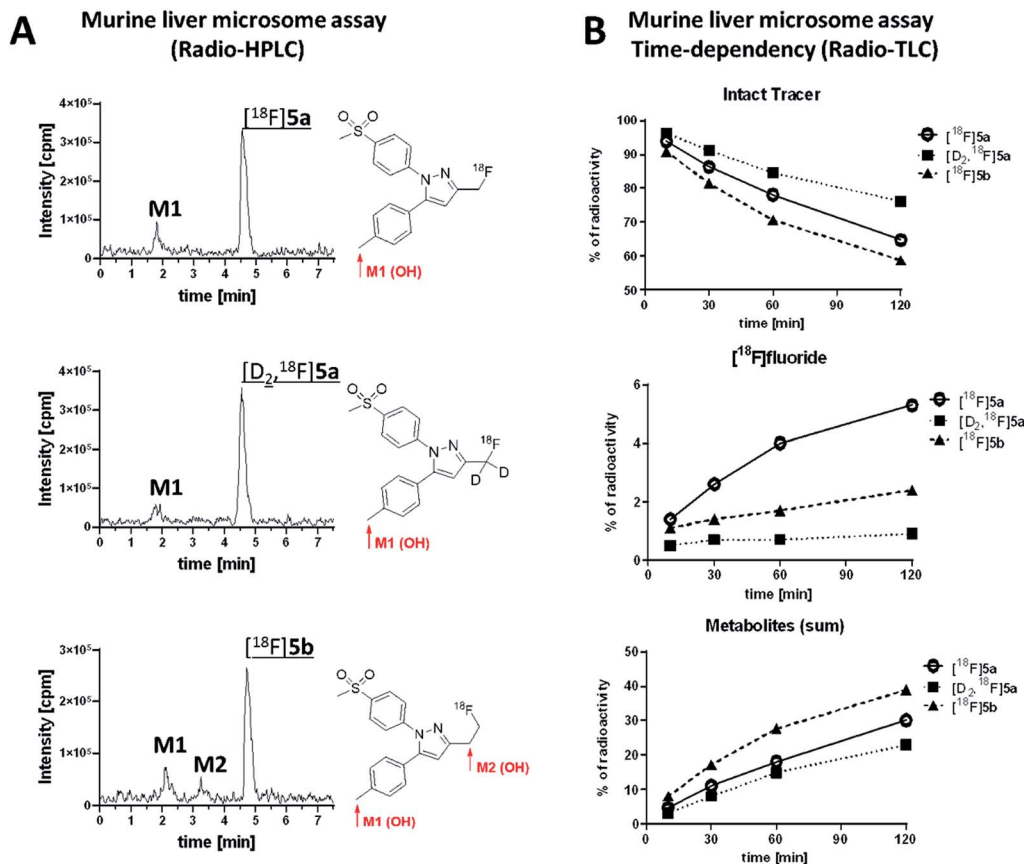 A
Murine liver microsome assay
(Radio-HPLC)
Intensity [cpm]
4×10⁵
3×10⁵
2×10⁵
1×10⁵
0
0 1 2 3 4 5 6 7
time [min]
M1
[¹⁸F]5a
O O
S
N N
¹⁸F
M1 (OH)
Intensity [cpm]
4×10⁵
3×10⁵
2×10⁵
1×10⁵
0
0 1 2 3 4 5 6 7
time [min]
M1
[D₂,¹⁸F]5a
O O
S
N N
¹⁸F
D D
M1 (OH)
Intensity [cpm]
3×10⁵
2×10⁵
1×10⁵
0
0 1 2 3 4 5 6 7
time [min]
M1
M2
[¹⁸F]5b
O O
S
N N
¹⁸F
M2 (OH)
M1 (OH)
B
Murine liver microsome assay
Time-dependency (Radio-TLC)
Intact Tracer
% of radioactivity
100
90
80
70
60
50
0 30 60 90 120
time [min]
[¹⁸F]5a
[D₂,¹⁸F]5a
[¹⁸F]5b
[¹⁸F]fluoride
% of radioactivity
6
4
2
0
0 30 60 90 120
time [min]
[¹⁸F]5a
[D₂,¹⁸F]5a
[¹⁸F]5b
Metabolites (sum)
% of radioactivity
50
40
30
20
10
0
0 30 60 90 120
time [min]
[¹⁸F]5a
[D₂,¹⁸F]5a
[¹⁸F]5b